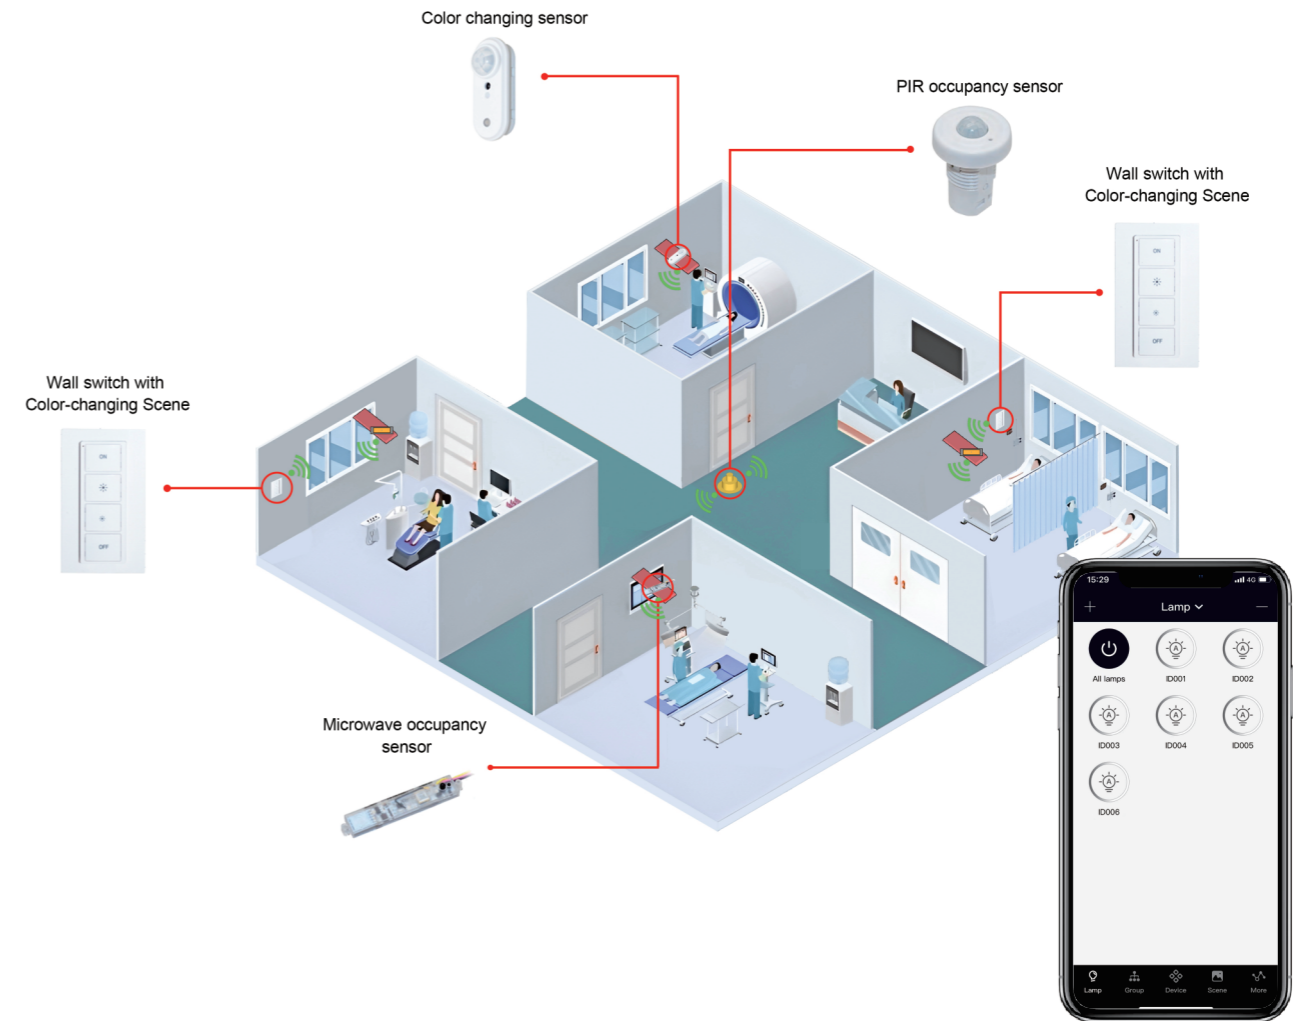 Color changing sensor
PIR occupancy sensor
Wall switch with
Color-changing Scene
ON
OFF
Wall switch with
Color-changing Scene
ON
OFF
Microwave occupancy
sensor
15:29
4G
+ Lamp —
All lamps
A
ID001
A
ID002
A
ID003
A
ID004
A
ID005
A
ID006
Lamp Group Device Scene More